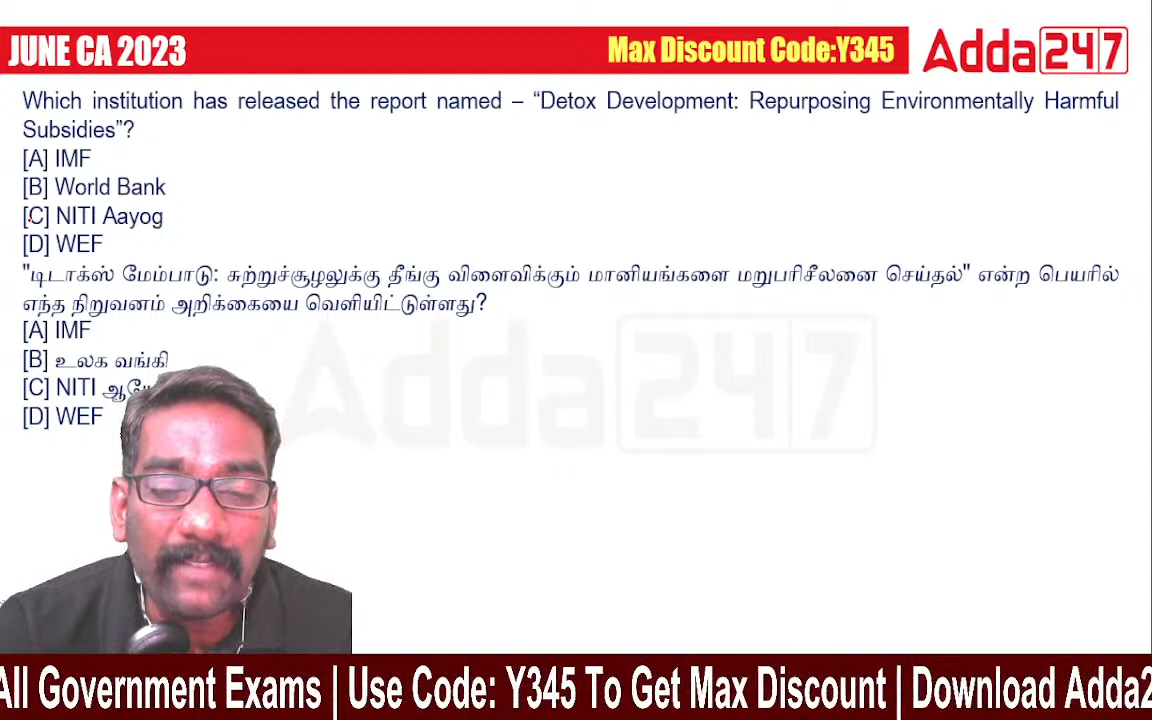 JUNE CA 2023
Max Discount Code:Y345
Adda247
Which institution has released the report named – “Detox Development: Repurposing Environmentally Harmful
Subsidies”?
[A] IMF
[B] World Bank
[C] NITI Aayog
[D] WEF
"டிடாக்ஸ் மேம்பாடு: சுற்றுச்சூழலுக்கு தீங்கு விளைவிக்கும் மானியங்களை மறுபரிசீலனை செய்தல்" என்ற பெயரில்
எந்த நிறுவனம் அறிக்கையை வெளியிட்டுள்ளது?
[A] IMF
[B] உலக வங்கி
[C] NITI
[D] WEF
Adda247
All Government Exams | Use Code: Y345 To Get Max Discount | Download Adda2